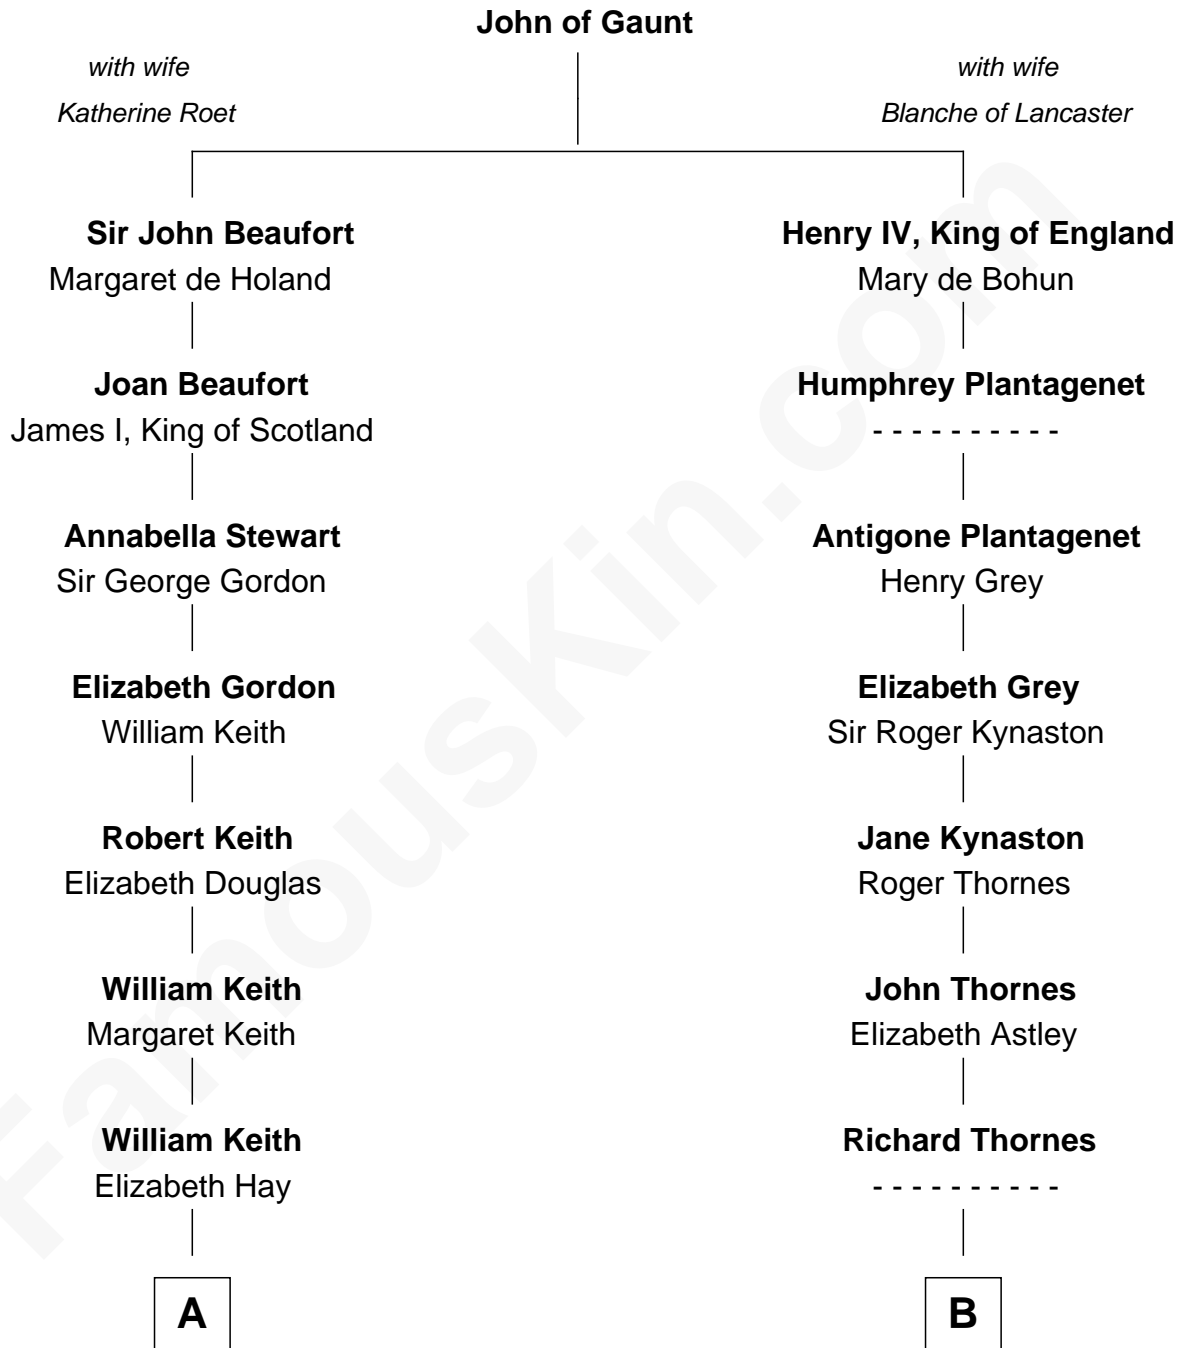 John of Gaunt
with wife
Katherine Roet
with wife
Blanche of Lancaster
Sir John Beaufort
Margaret de Holand
Henry IV, King of England
Mary de Bohun
Joan Beaufort
James I, King of Scotland
Humphrey Plantagenet
- - - - - - - - - -
Annabella Stewart
Sir George Gordon
Antigone Plantagenet
Henry Grey
Elizabeth Gordon
William Keith
Elizabeth Grey
Sir Roger Kynaston
Robert Keith
Elizabeth Douglas
Jane Kynaston
Roger Thornes
William Keith
Margaret Keith
John Thornes
Elizabeth Astley
William Keith
Elizabeth Hay
Richard Thornes
- - - - - - - - - -
A
B
FamousKin.com